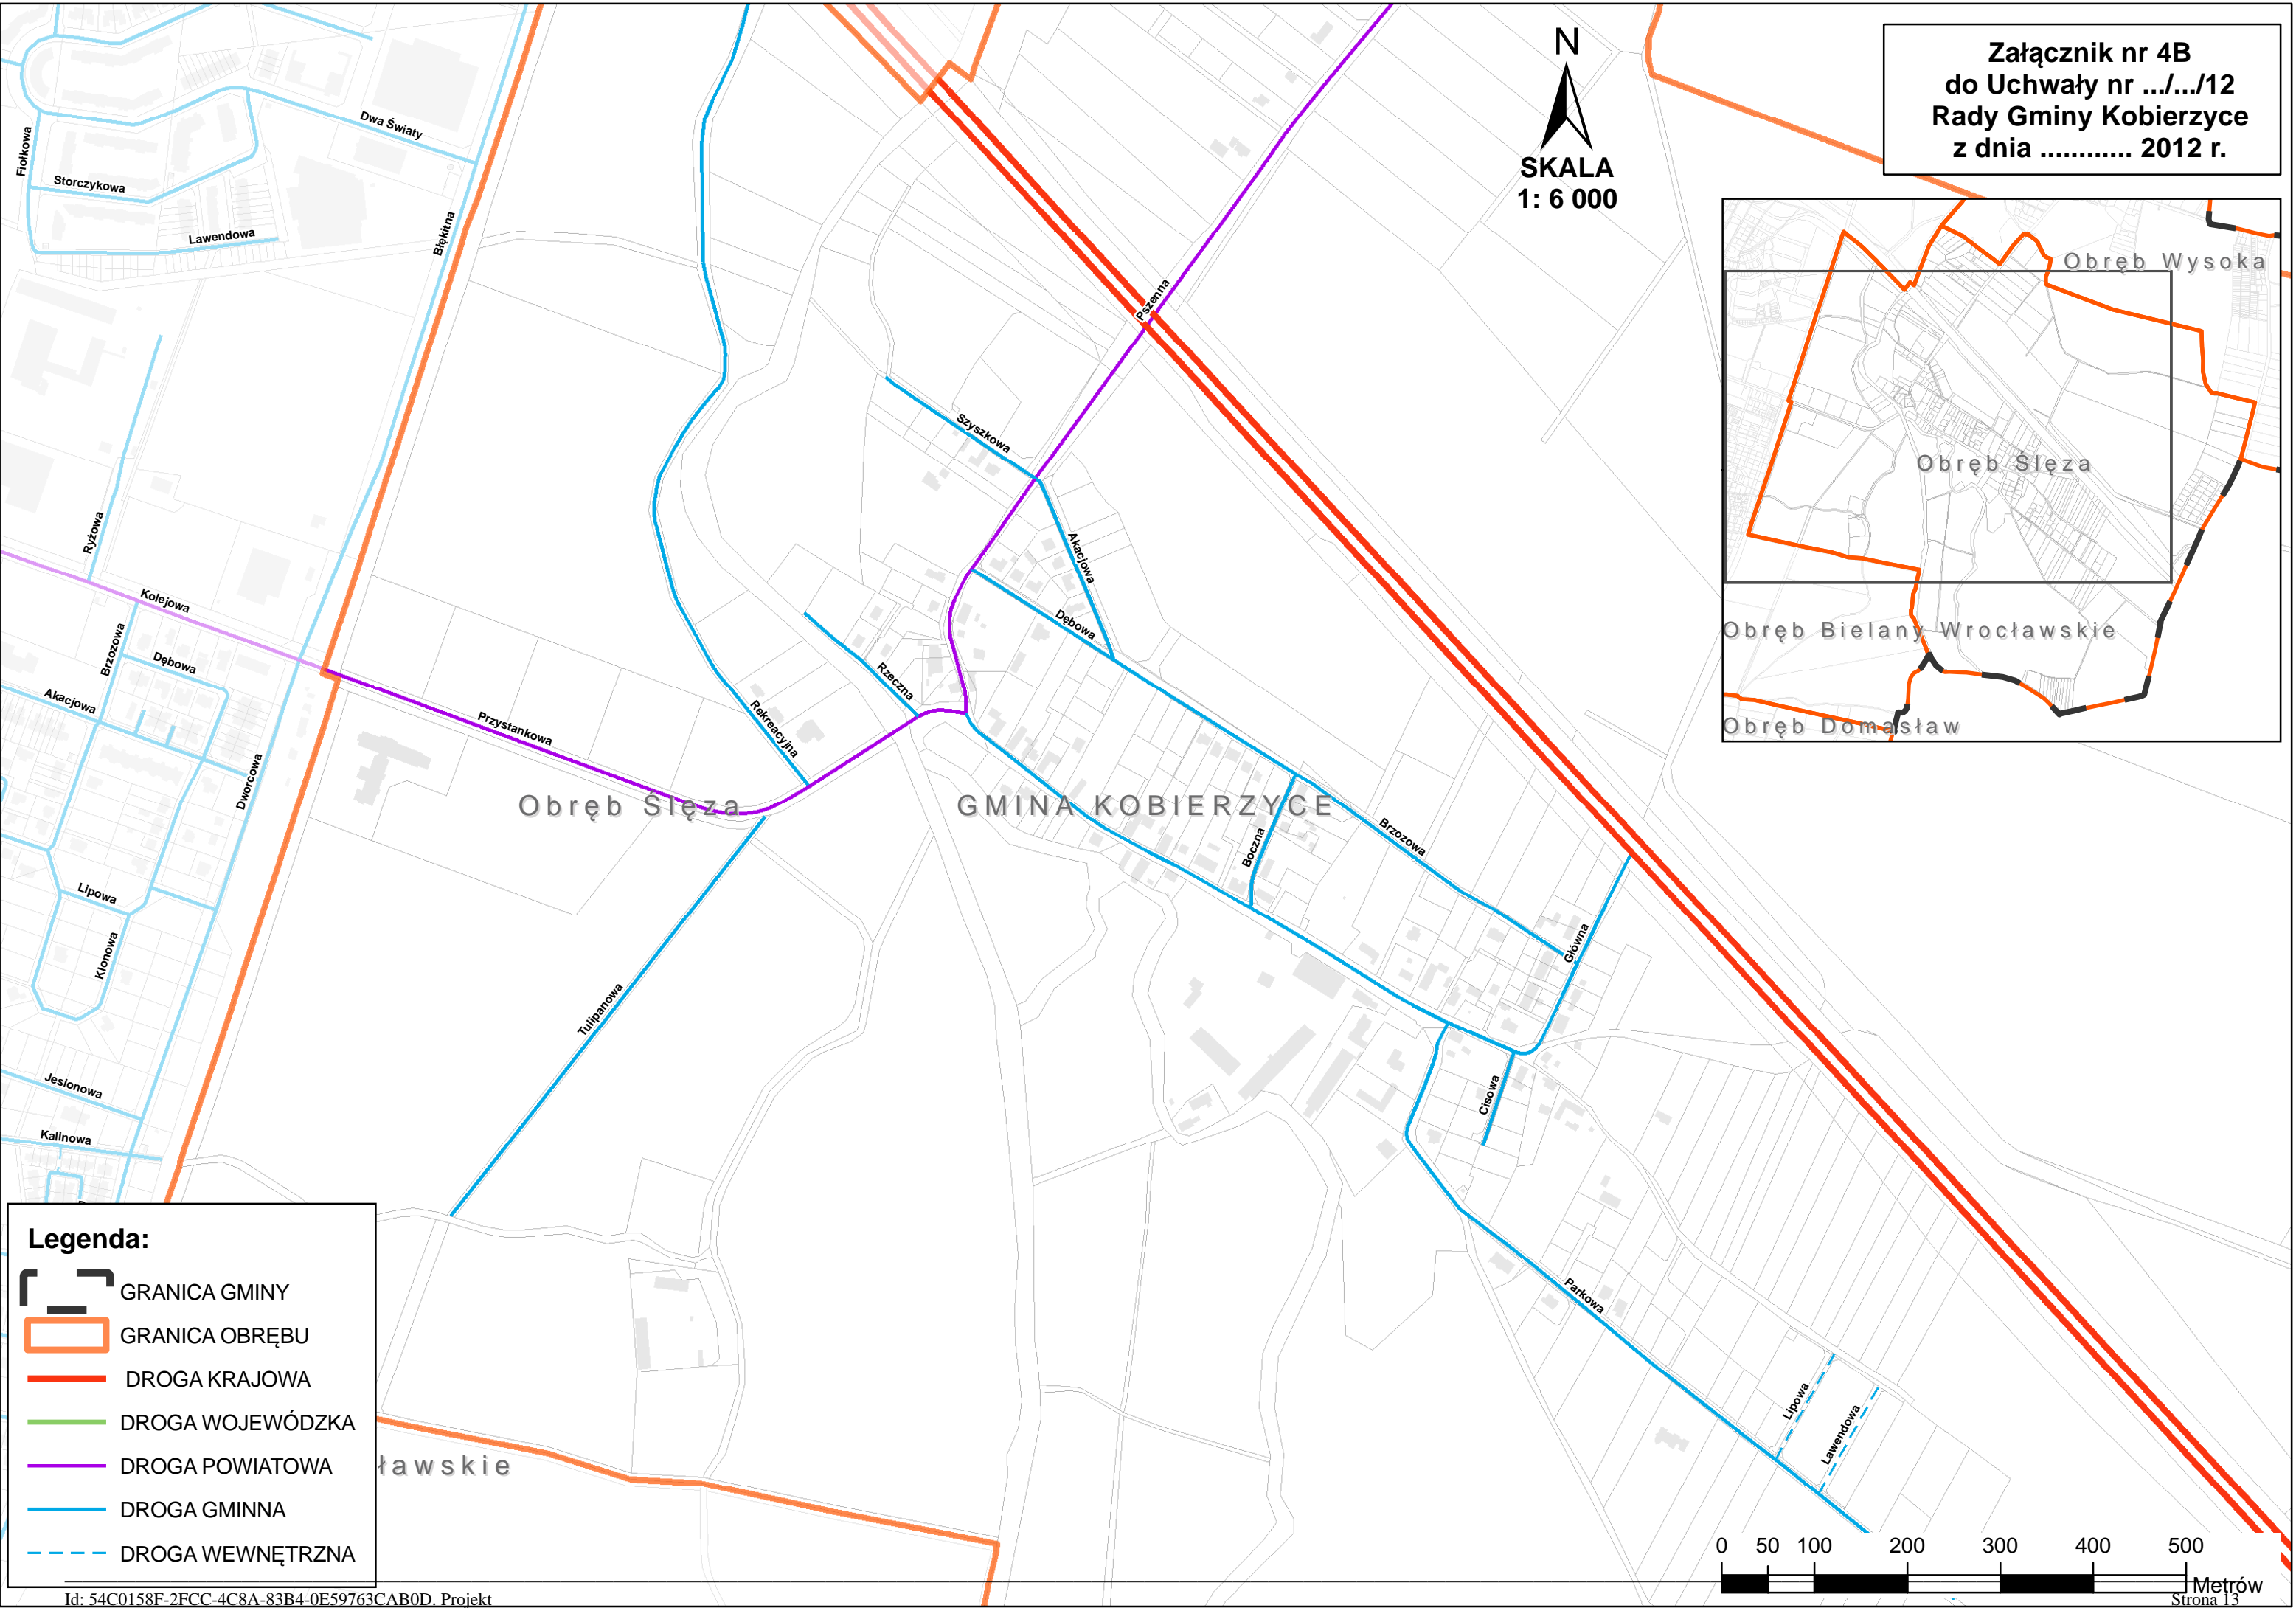 Załącznik nr 4B
do Uchwały nr .../.../12
Rady Gminy Kobierzyce
z dnia ............ 2012 r.
N
SKALA
1: 6 000
Obręb Wysoka
Obręb Ślęza
Obręb Bielany Wrocławskie
Obręb Domasław
Fiołkowa
Dwa Światy
Storczykowa
Lawendowa
Błękitna
Pszenna
Szyszkowa
Ryżowa
Akacjowa
Kolejowa
Dębowa
Brzozowa
Dębowa
Rzeczna
Akacjowa
Przystankowa
Rekreacyjna
Dworcowa
Obręb Ślęza
GMINA KOBIERZYCE
Brzozowa
Boczna
Lipowa
Klonowa
Główna
Tulipanowa
Jesionowa
Cisowa
Kalinowa
Parkowa
Lipowa
Lawendowa
ławskie
Legenda:
GRANICA GMINY
GRANICA OBRĘBU
DROGA KRAJOWA
DROGA WOJEWÓDZKA
DROGA POWIATOWA
DROGA GMINNA
DROGA WEWNĘTRZNA
0 50 100 200 300 400 500
Metrów
Id: 54C0158F-2FCC-4C8A-83B4-0E59763CAB0D. Projekt
Strona 13